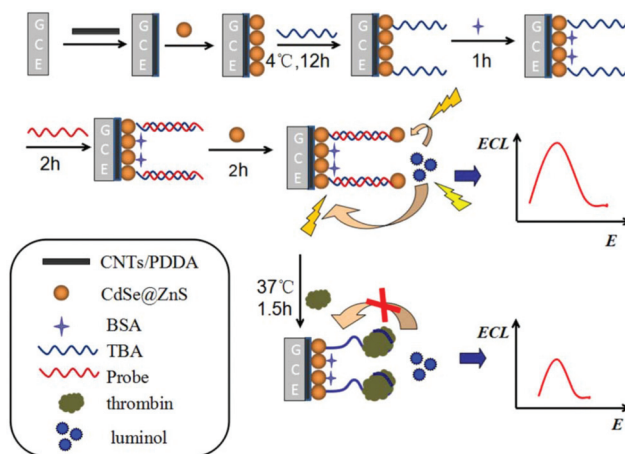 GCE
GCE
GCE
4℃,12h
GCE
1h
GCE
2h
GCE
2h
GCE
ECL
E
CNTs/PDDA
CdSe@ZnS
BSA
TBA
Probe
thrombin
luminol
37℃
1.5h
GCE
ECL
E